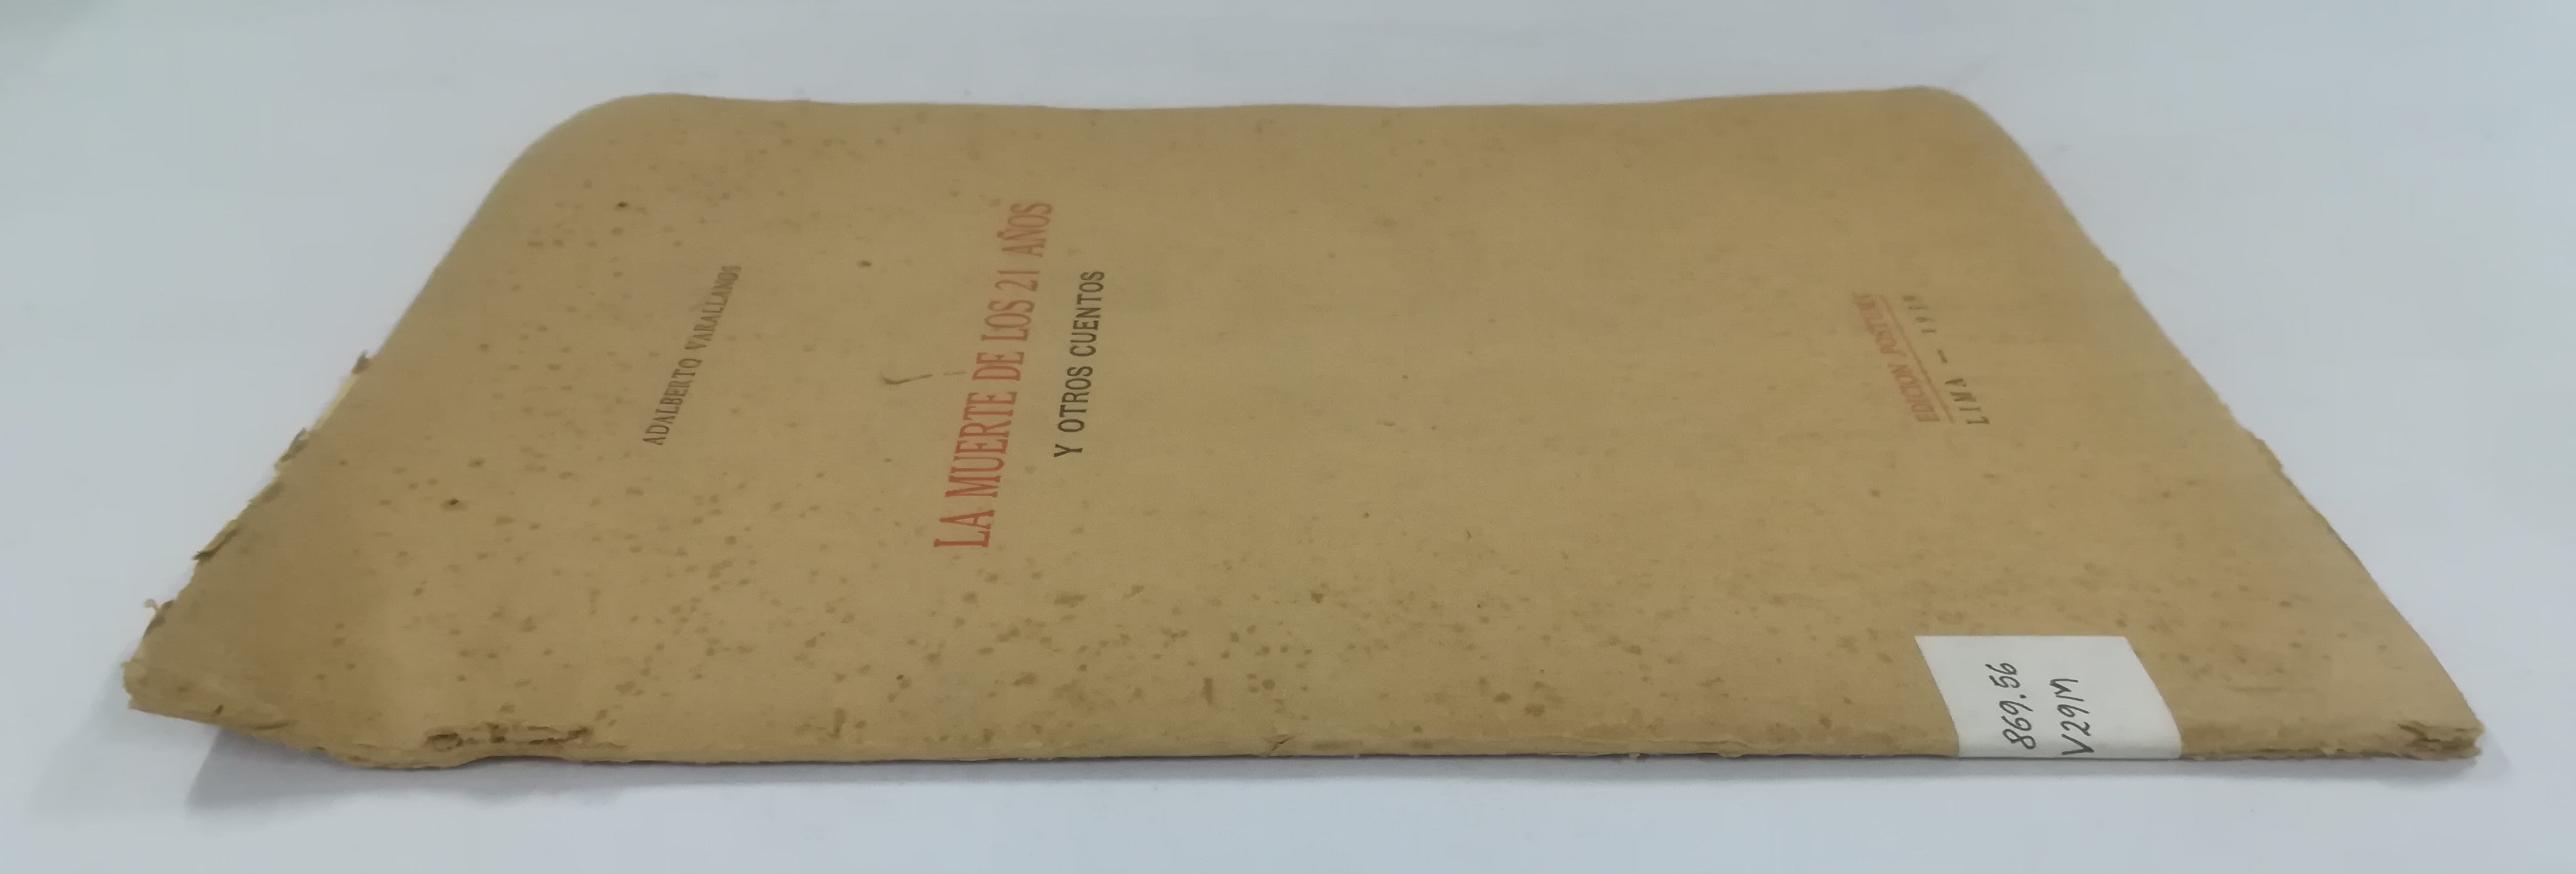 ADALBERTO VARALLANOS
LA MUERTE DE LOS 21 AÑOS
Y OTROS CUENTOS
EDICION POSTUMA
LIMA —
869.56
V29M